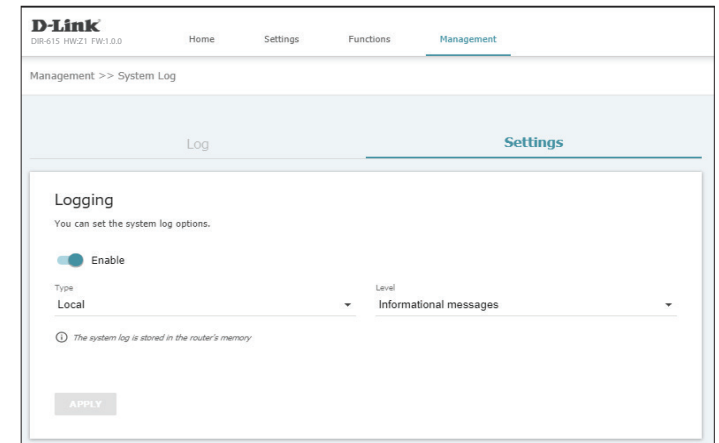 D-Link
DIR-615 HW:Z1 FW:1.0.0 Home Settings Functions Management
Management >> System Log
Log Settings
Logging
You can set the system log options.
Enable
Type Level
Local Informational messages
The system log is stored in the router's memory
APPLY